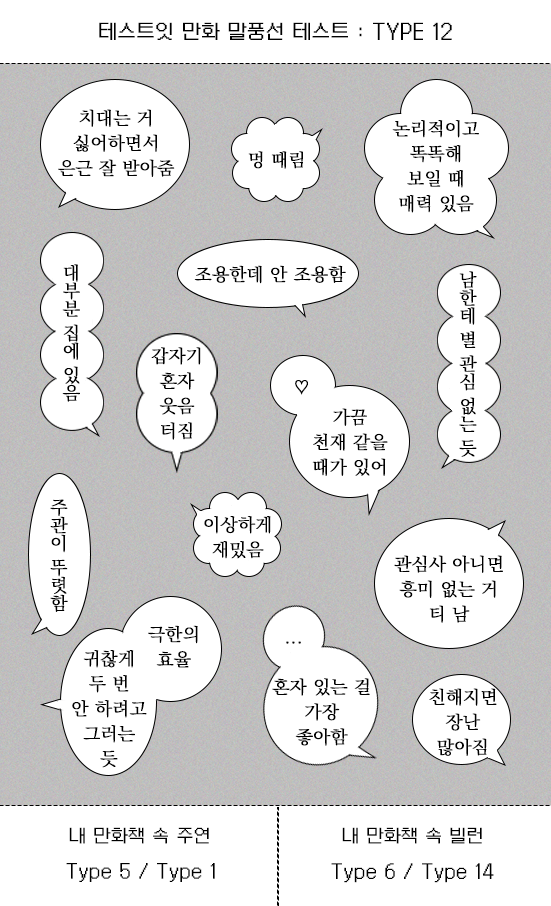 테스트잇 만화 말풍선 테스트 : TYPE 12
치대는 거
싫어하면서
은근 잘 받아줌
멍 때림
논리적이고
똑똑해
보일 때
매력 있음
대부분 집에 있음
조용한데 안 조용함
남한테 별 관심 없는 듯
갑자기
혼자
웃음
터짐
♡
가끔
천재 같을
때가 있어
주관이 뚜렷함
이상하게
재밌음
관심사 아니면
흥미 없는 거
티 남
극한의
효율
귀찮게
두 번
안 하려고
그러는
듯
...
혼자 있는 걸
가장
좋아함
친해지면
장난
많아짐
내 만화책 속 주연
Type 5 / Type 1
내 만화책 속 빌런
Type 6 / Type 14